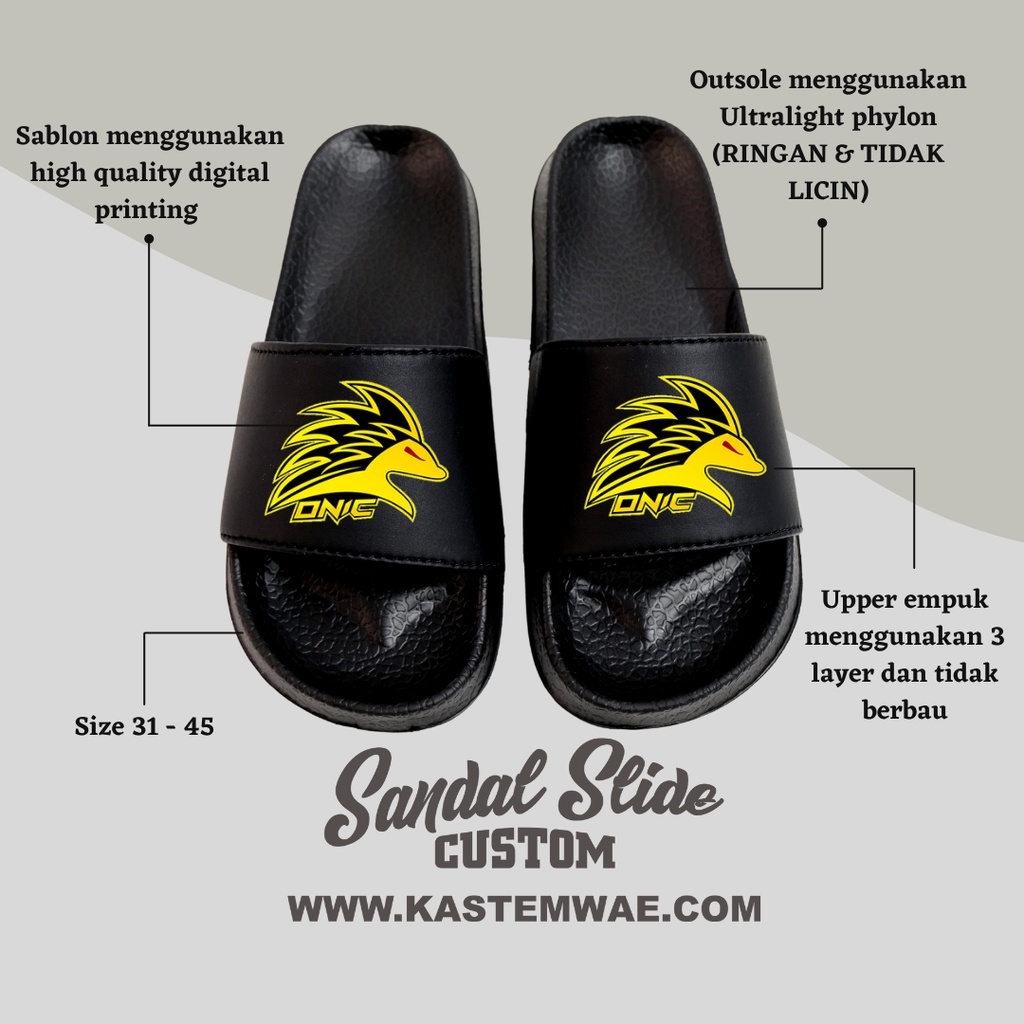 Outsole menggunakan
Ultralight phylon
(RINGAN & TIDAK
LICIN)
Sablon menggunakan
high quality digital
printing
ONIC
ONIC
Upper empuk
menggunakan 3
layer dan tidak
berbau
Size 31 - 45
Sandal Slide
CUSTOM
WWW.KASTEMWAE.COM